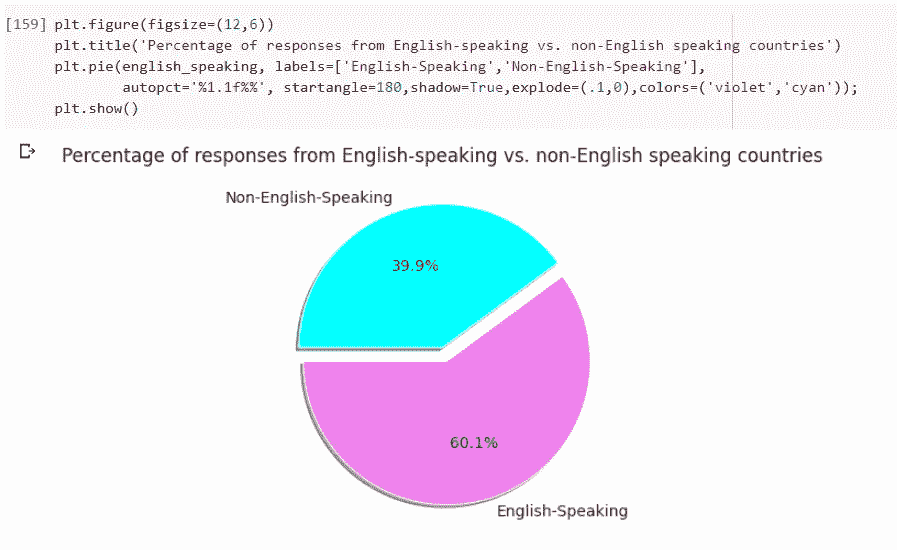 [159] plt.figure(figsize=(12,6))
plt.title('Percentage of responses from English-speaking vs. non-English speaking countries')
plt.pie(english_speaking, labels=['English-Speaking','Non-English-Speaking'],
autopct='%1.1f%%', startangle=180,shadow=True,explode=(.1,0),colors=('violet','cyan'));
plt.show()
Percentage of responses from English-speaking vs. non-English speaking countries
Non-English-Speaking
39.9%
60.1%
English-Speaking